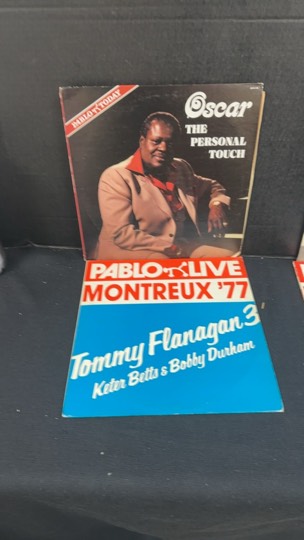 PABLO TODAY
Oscar
THE
PERSONAL
TOUCH
PABLO LIVE
MONTREUX '77
Tommy Flanagan 3
Keter Betts & Bobby Durham